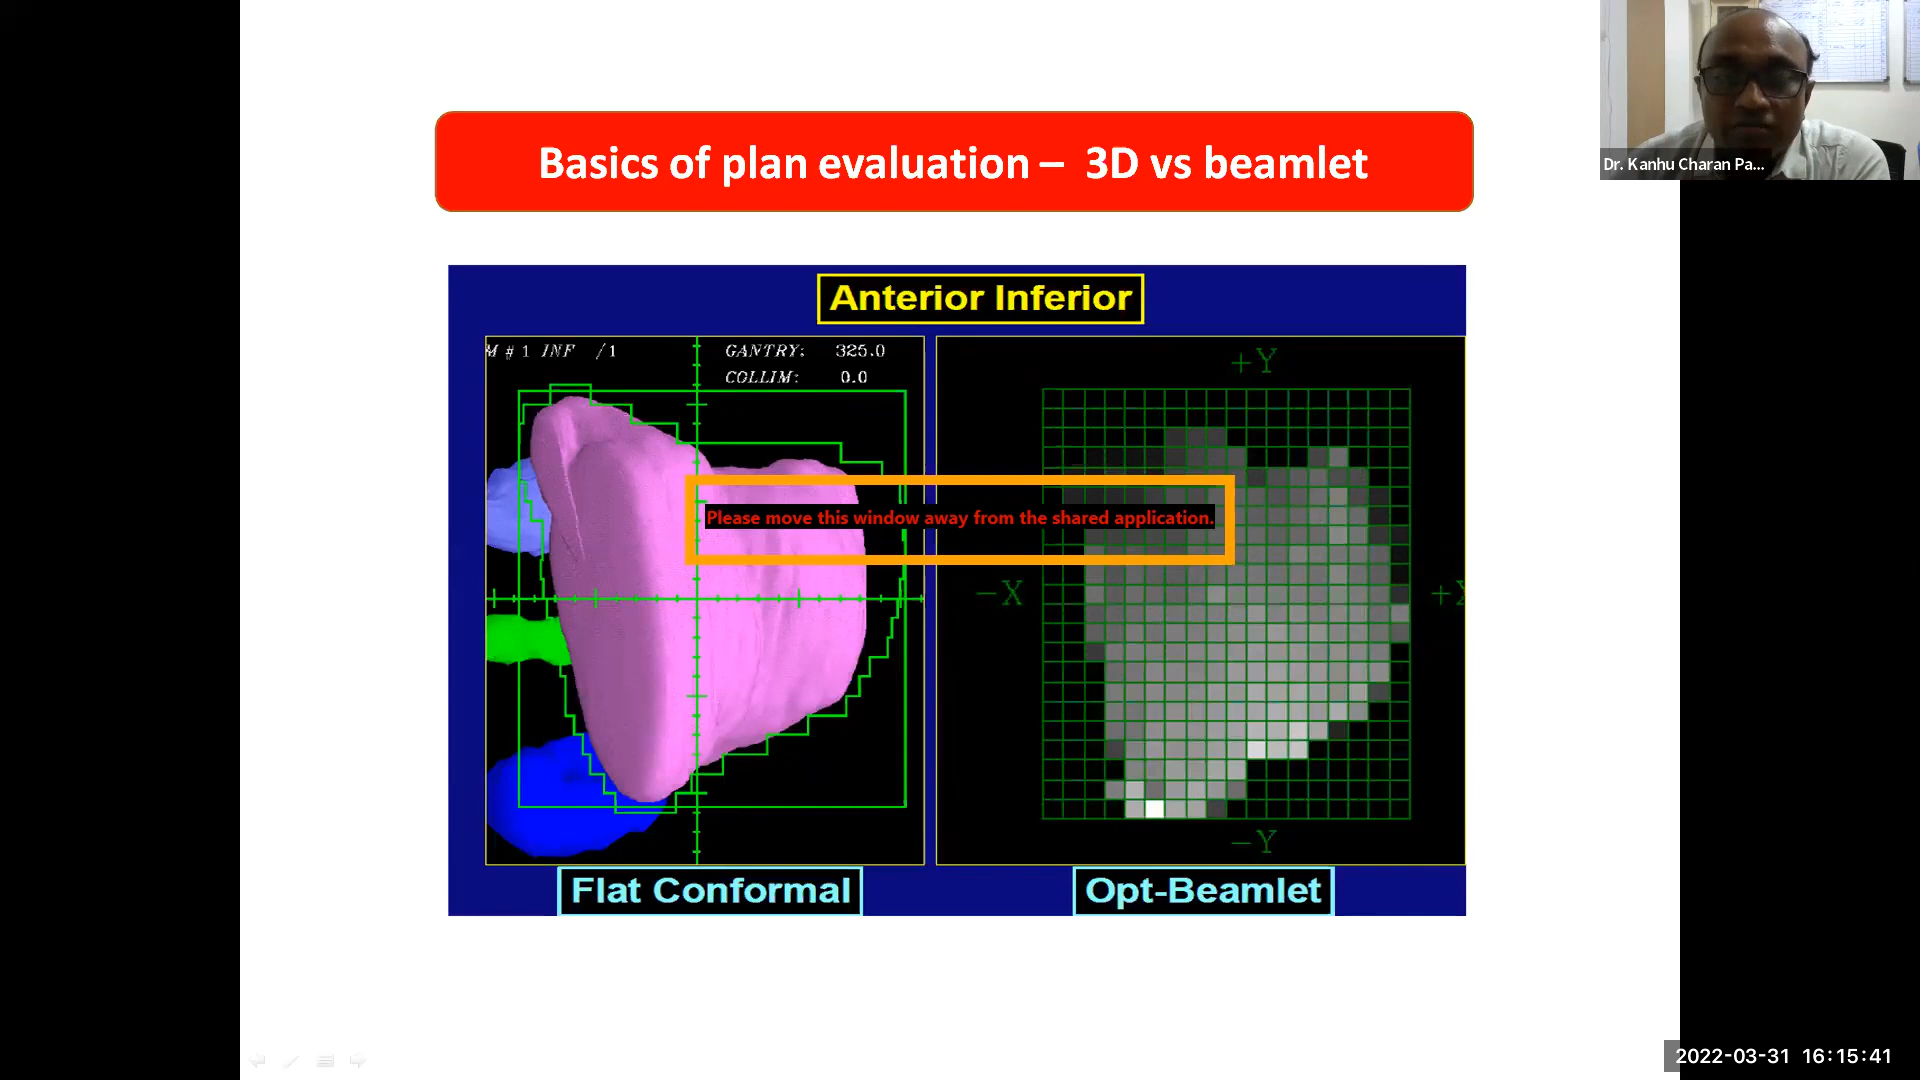 Basics of plan evaluation – 3D vs beamlet
Dr. Kanhu Charan Pa...
Anterior Inferior
M # 1 INF /1
GANTRY: 325.0
COLLIM: 0.0
+Y
Please move this window away from the shared application.
−X
+X
−Y
Flat Conformal
Opt-Beamlet
2022-03-31 16:15:41